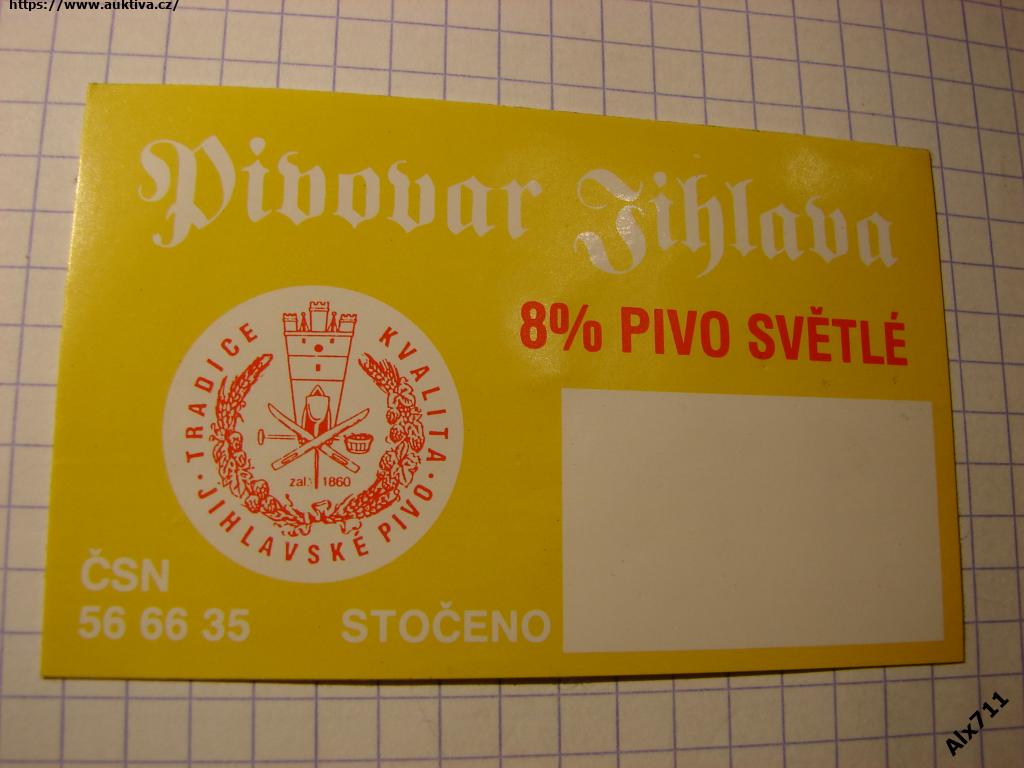 https://www.auktiva.cz/
Pivovar Jihlava
8% PIVO SVĚTLÉ
TRADICE KVALITA
· JIHLAVSKÉ PIVO ·
zal. 1860
ČSN
56 66 35
STOČENO
Alx711